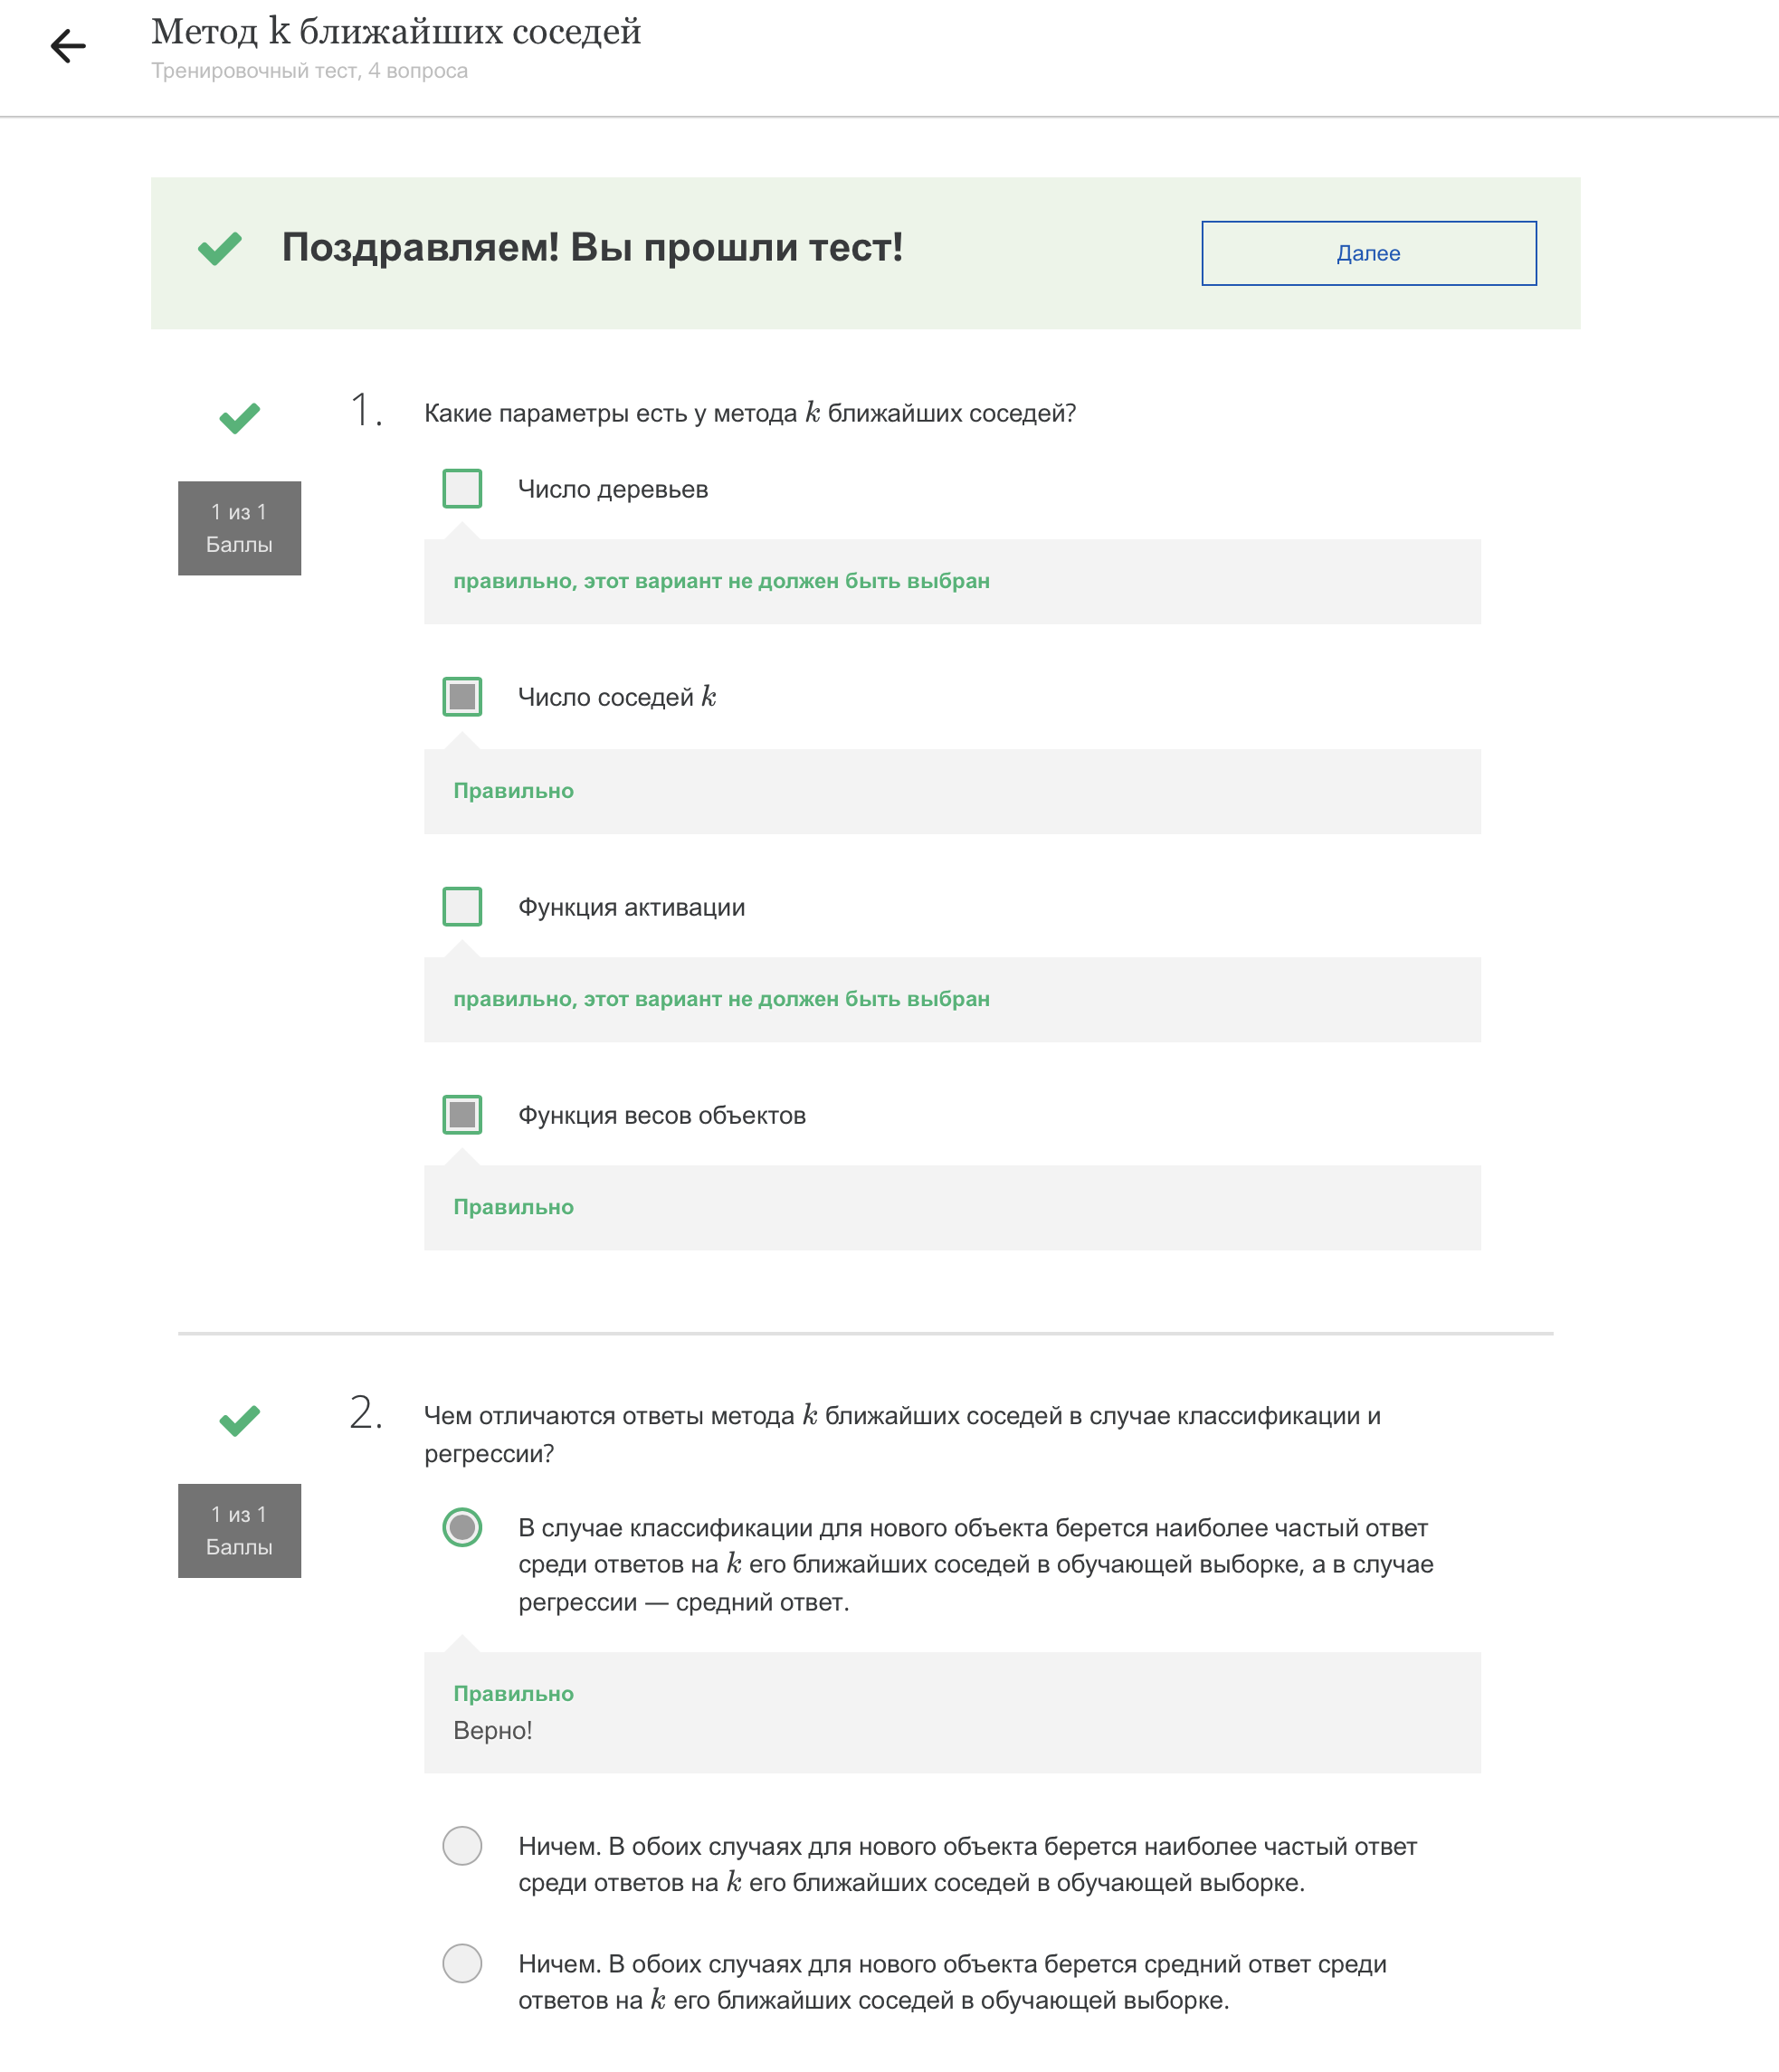 Метод k ближайших соседей
Тренировочный тест, 4 вопроса
Поздравляем! Вы прошли тест!
Далее
1.
Какие параметры есть у метода k ближайших соседей?
1 из 1
Баллы
Число деревьев
правильно, этот вариант не должен быть выбран
Число соседей k
Правильно
Функция активации
правильно, этот вариант не должен быть выбран
Функция весов объектов
Правильно
2.
Чем отличаются ответы метода k ближайших соседей в случае классификации и
регрессии?
1 из 1
Баллы
В случае классификации для нового объекта берется наиболее частый ответ
среди ответов на k его ближайших соседей в обучающей выборке, а в случае
регрессии — средний ответ.
Правильно
Верно!
Ничем. В обоих случаях для нового объекта берется наиболее частый ответ
среди ответов на k его ближайших соседей в обучающей выборке.
Ничем. В обоих случаях для нового объекта берется средний ответ среди
ответов на k его ближайших соседей в обучающей выборке.